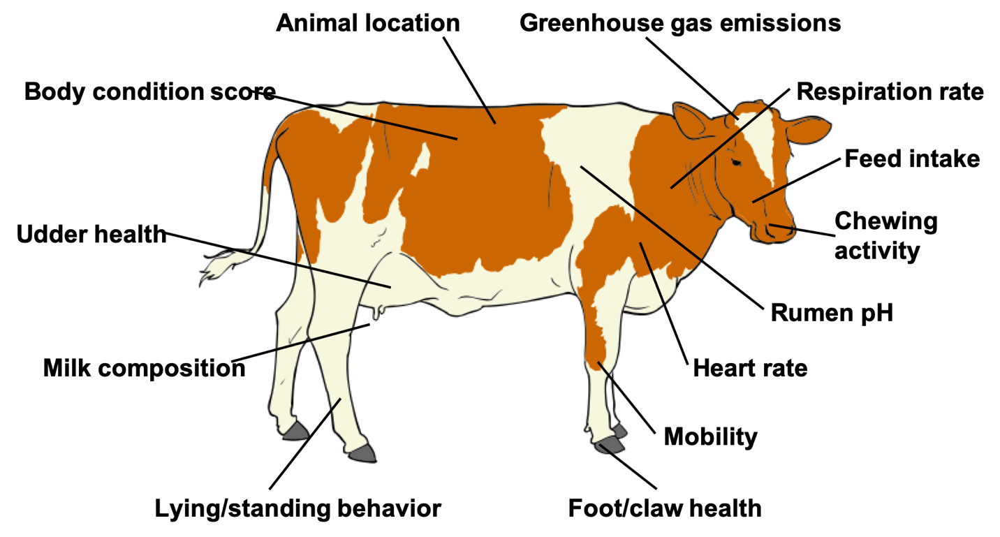 Animal location
Greenhouse gas emissions
Body condition score
Respiration rate
Feed intake
Udder health
Chewing
activity
Rumen pH
Milk composition
Heart rate
Mobility
Lying/standing behavior
Foot/claw health